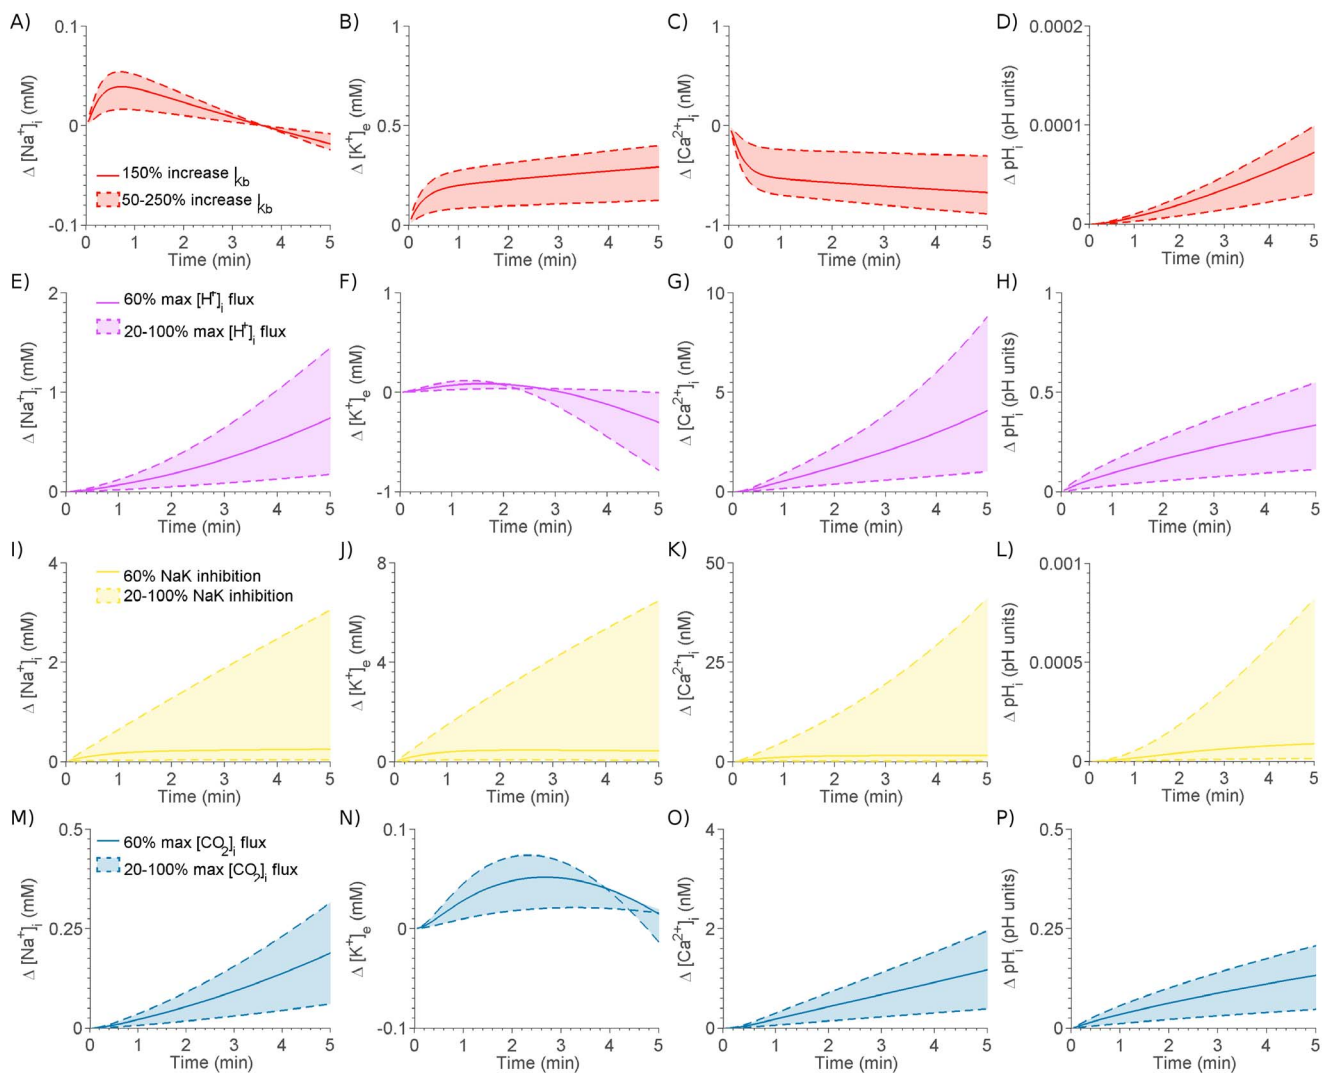 A)
Δ [Na⁺]ᵢ (mM)
0.1
0
-0.1
150% increase I_Kb
50-250% increase I_Kb
0 1 2 3 4 5
Time (min)
B)
Δ [K⁺]ₑ (mM)
1
0.5
0
0 1 2 3 4 5
Time (min)
C)
Δ [Ca²⁺]ᵢ (nM)
1
0
-1
0 1 2 3 4 5
Time (min)
D)
Δ pHᵢ (pH units)
0.0002
0.0001
0
0 1 2 3 4 5
Time (min)
E)
Δ [Na⁺]ᵢ (mM)
2
1
0
60% max [H⁺]ᵢ flux
20-100% max [H⁺]ᵢ flux
0 1 2 3 4 5
Time (min)
F)
Δ [K⁺]ₑ (mM)
1
0
-1
0 1 2 3 4 5
Time (min)
G)
Δ [Ca²⁺]ᵢ (nM)
10
5
0
0 1 2 3 4 5
Time (min)
H)
Δ pHᵢ (pH units)
1
0.5
0
0 1 2 3 4 5
Time (min)
I)
Δ [Na⁺]ᵢ (mM)
4
2
0
60% NaK inhibition
20-100% NaK inhibition
0 1 2 3 4 5
Time (min)
J)
Δ [K⁺]ₑ (mM)
8
4
0
0 1 2 3 4 5
Time (min)
K)
Δ [Ca²⁺]ᵢ (nM)
50
25
0
0 1 2 3 4 5
Time (min)
L)
Δ pHᵢ (pH units)
0.001
0.0005
0
0 1 2 3 4 5
Time (min)
M)
Δ [Na⁺]ᵢ (mM)
0.5
0.25
0
60% max [CO₂]ᵢ flux
20-100% max [CO₂]ᵢ flux
0 1 2 3 4 5
Time (min)
N)
Δ [K⁺]ₑ (mM)
0.1
0
-0.1
0 1 2 3 4 5
Time (min)
O)
Δ [Ca²⁺]ᵢ (nM)
4
2
0
0 1 2 3 4 5
Time (min)
P)
Δ pHᵢ (pH units)
0.5
0.25
0
0 1 2 3 4 5
Time (min)